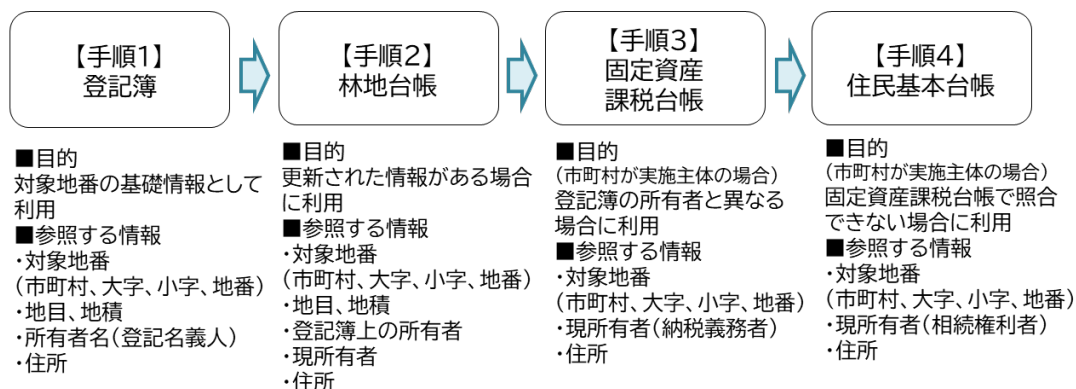 【手順1】
登記簿
■目的
対象地番の基礎情報として
利用
■参照する情報
・対象地番
(市町村、大字、小字、地番)
・地目、地積
・所有者名(登記名義人)
・住所
【手順2】
林地台帳
■目的
更新された情報がある場合
に利用
■参照する情報
・対象地番
(市町村、大字、小字、地番)
・地目、地積
・登記簿上の所有者
・現所有者
・住所
【手順3】
固定資産
課税台帳
■目的
(市町村が実施主体の場合)
登記簿の所有者と異なる
場合に利用
■参照する情報
・対象地番
(市町村、大字、小字、地番)
・現所有者(納税義務者)
・住所
【手順4】
住民基本台帳
■目的
(市町村が実施主体の場合)
固定資産課税台帳で照合
できない場合に利用
■参照する情報
・対象地番
(市町村、大字、小字、地番)
・現所有者(相続権利者)
・住所